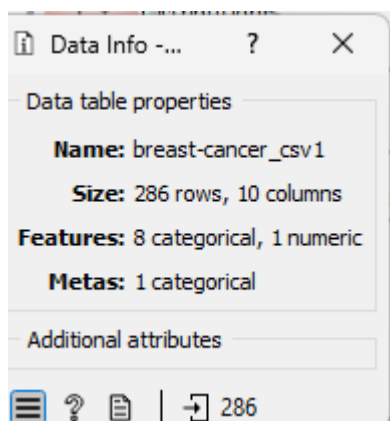 Data Info -... ?
Data table properties
Name: breast-cancer_csv1
Size: 286 rows, 10 columns
Features: 8 categorical, 1 numeric
Metas: 1 categorical
Additional attributes
? 286